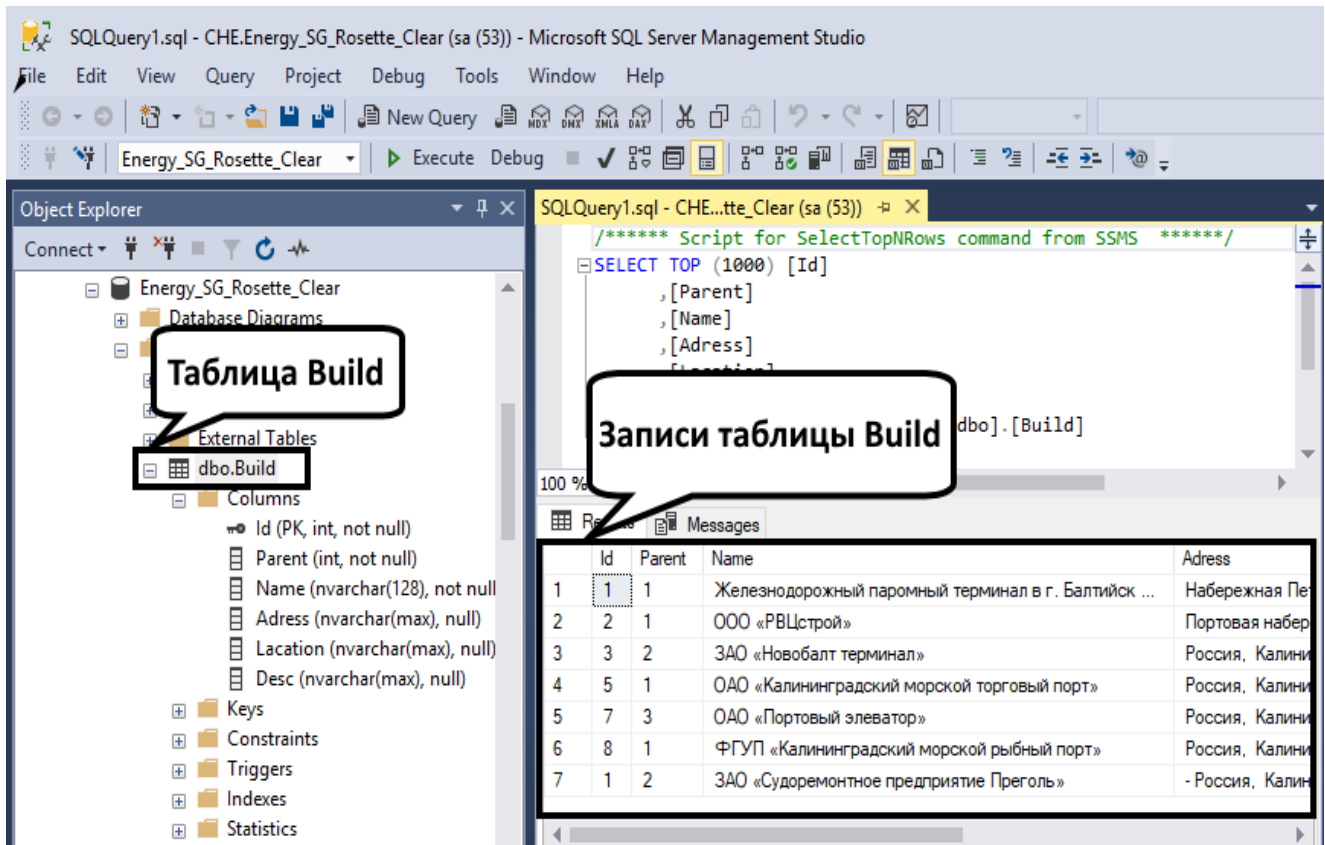 SQLQuery1.sql - CHE.Energy_SG_Rosette_Clear (sa (53)) - Microsoft SQL Server Management Studio
File Edit View Query Project Debug Tools Window Help
New Query MDX DMX XMLA DAX
Energy_SG_Rosette_Clear Execute Debug
Object Explorer
Connect
Energy_SG_Rosette_Clear
Database Diagrams
Таблица Build
External Tables
dbo.Build
Columns
Id (PK, int, not null)
Parent (int, not null)
Name (nvarchar(128), not null
Adress (nvarchar(max), null)
Lacation (nvarchar(max), null)
Desc (nvarchar(max), null)
Keys
Constraints
Triggers
Indexes
Statistics
SQLQuery1.sql - CHE...tte_Clear (sa (53))
/****** Script for SelectTopNRows command from SSMS ******/
SELECT TOP (1000) [Id]
,[Parent]
,[Name]
,[Adress]
dbo].[Build]
Записи таблицы Build
100 %
Messages
Id Parent Name Adress
1 1 1 Железнодорожный паромный терминал в г. Балтийск ... Набережная Пе
2 2 1 ООО «РВЦстрой» Портовая набер
3 3 2 ЗАО «Новобалт терминал» Россия, Калини
4 5 1 ОАО «Калининградский морской торговый порт» Россия, Калини
5 7 3 ОАО «Портовый элеватор» Россия, Калини
6 8 1 ФГУП «Калининградский морской рыбный порт» Россия, Калини
7 1 2 ЗАО «Судоремонтное предприятие Преголь» - Россия, Калин